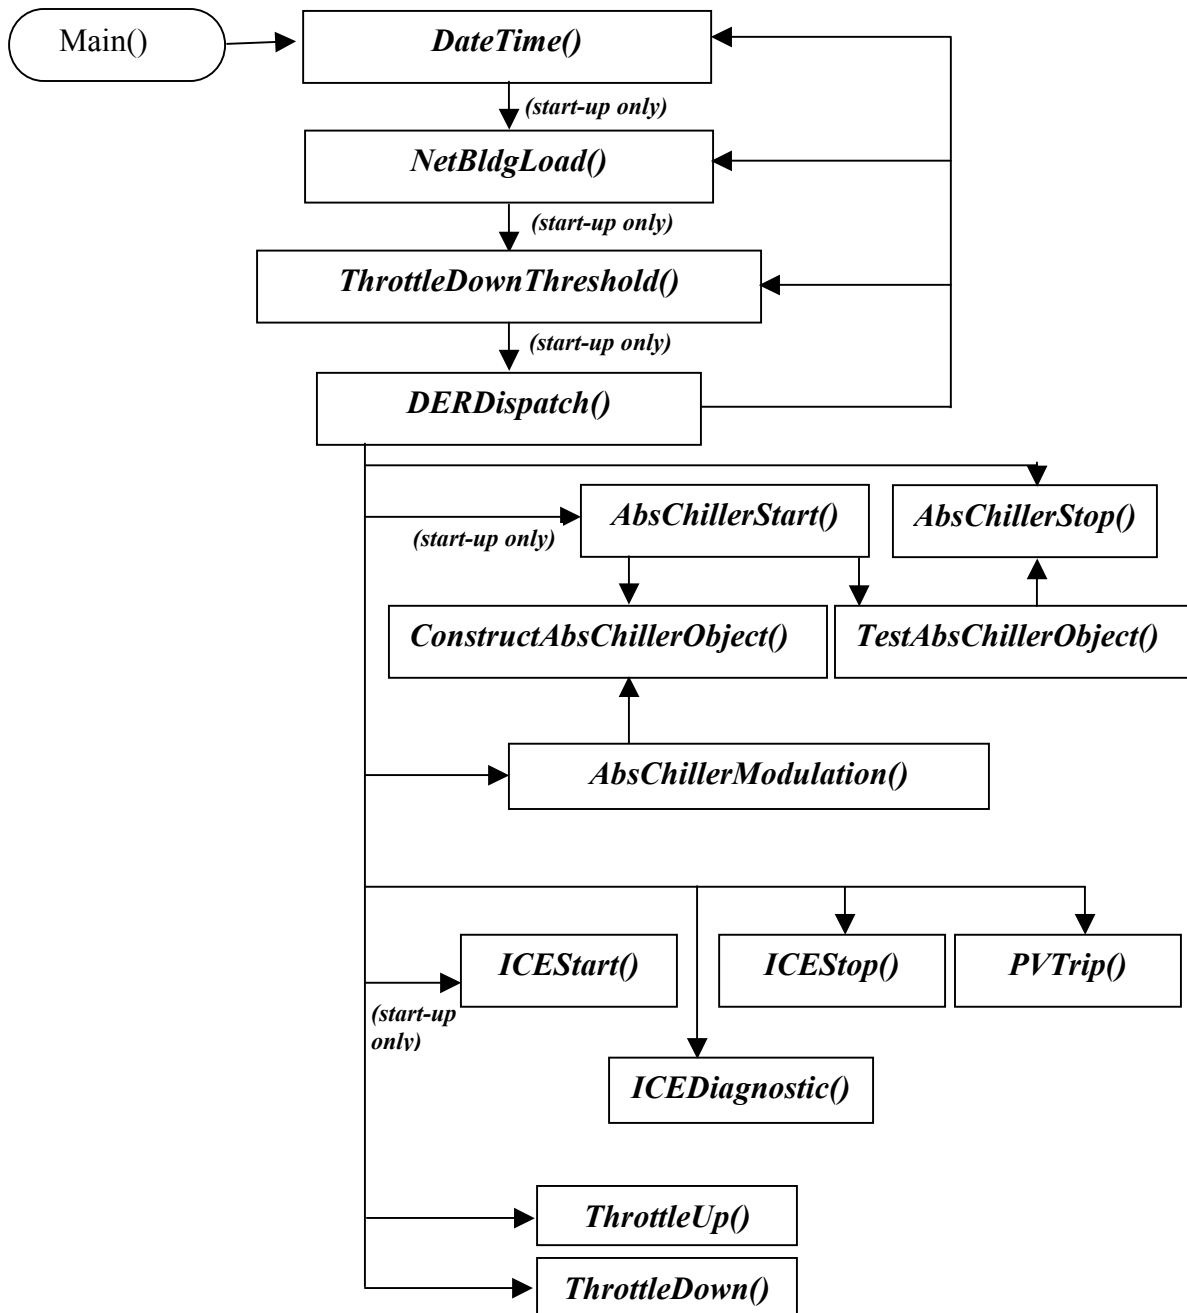 Main()
DateTime()
(start-up only)
NetBldgLoad()
(start-up only)
ThrottleDownThreshold()
(start-up only)
DERDispatch()
AbsChillerStart()
AbsChillerStop()
(start-up only)
ConstructAbsChillerObject()
TestAbsChillerObject()
AbsChillerModulation()
ICEStart()
ICEStop()
PVTrip()
(start-up
only)
ICEDiagnostic()
ThrottleUp()
ThrottleDown()